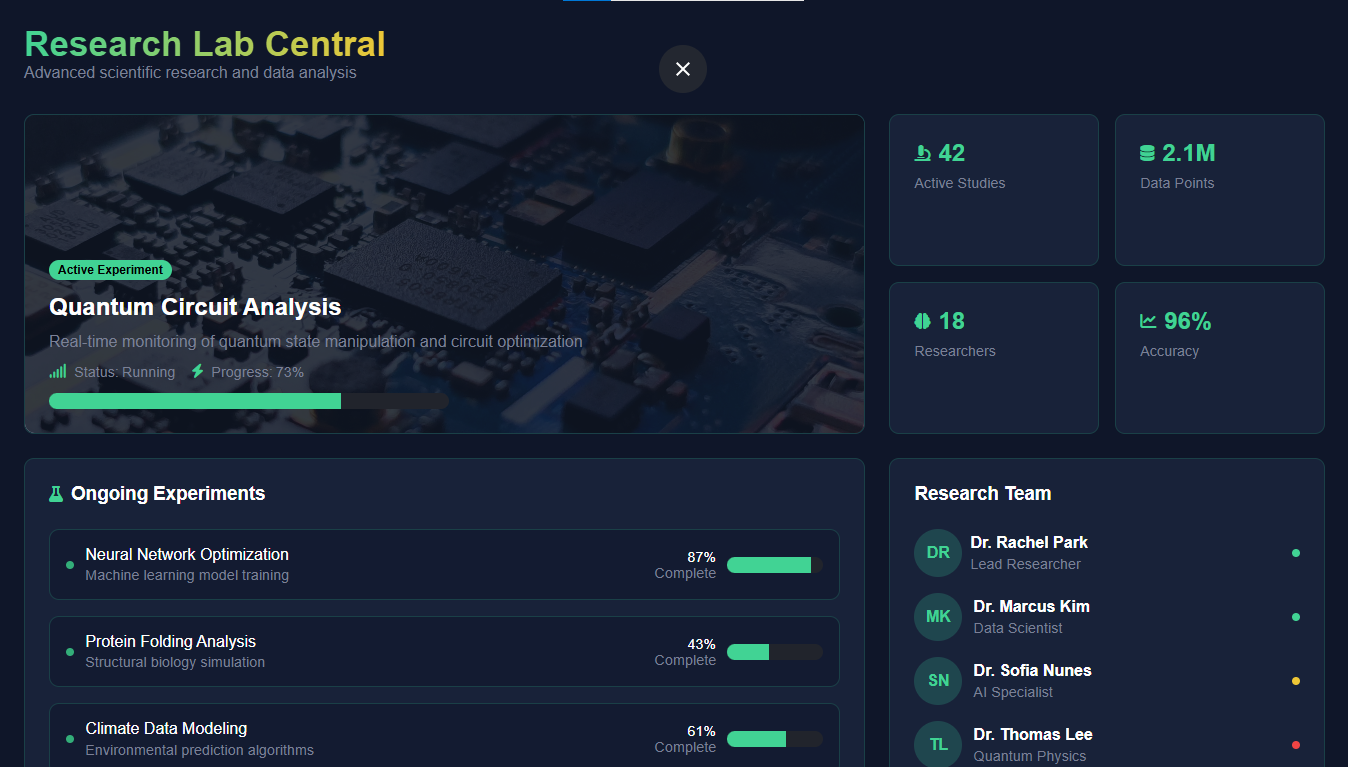 Research Lab Central
Advanced scientific research and data analysis
Active Experiment
Quantum Circuit Analysis
Real-time monitoring of quantum state manipulation and circuit optimization
Status: Running Progress: 73%
42
Active Studies
2.1M
Data Points
18
Researchers
96%
Accuracy
Ongoing Experiments
Neural Network Optimization
Machine learning model training
87%
Complete
Protein Folding Analysis
Structural biology simulation
43%
Complete
Climate Data Modeling
Environmental prediction algorithms
61%
Complete
Research Team
DR
Dr. Rachel Park
Lead Researcher
MK
Dr. Marcus Kim
Data Scientist
SN
Dr. Sofia Nunes
AI Specialist
TL
Dr. Thomas Lee
Quantum Physics